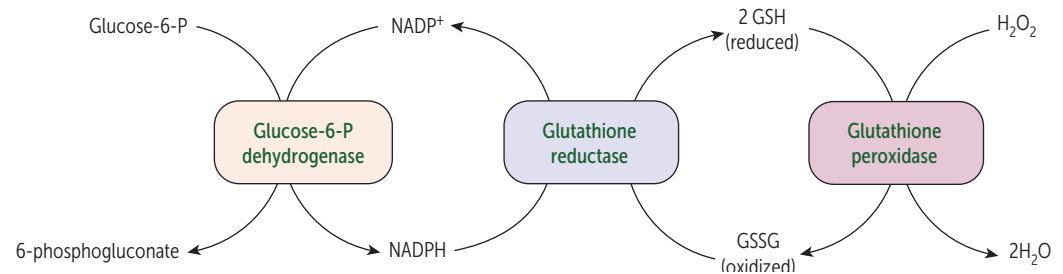 Glucose-6-P
NADP⁺
2 GSH
(reduced)
H₂O₂
Glucose-6-P
dehydrogenase
Glutathione
reductase
Glutathione
peroxidase
6-phosphogluconate
NADPH
GSSG
(oxidized)
2H₂O